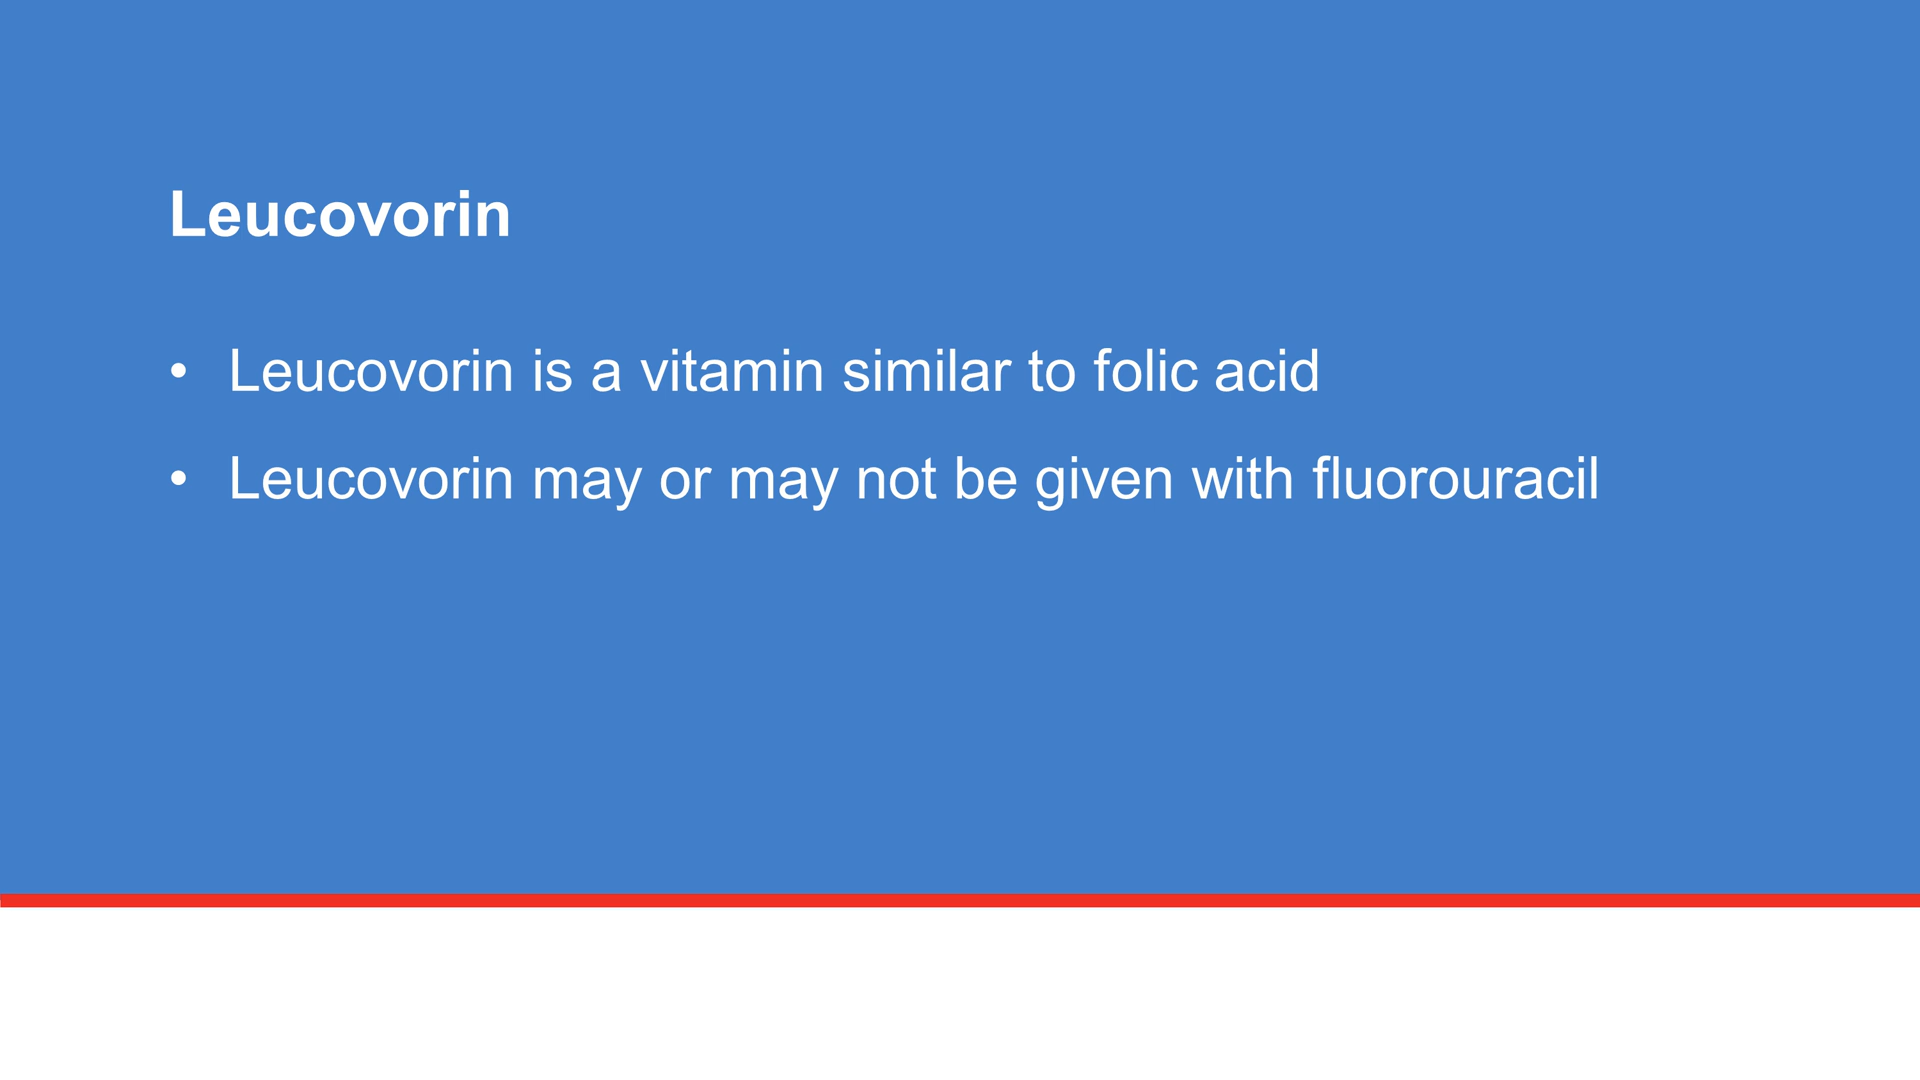 Leucovorin
• Leucovorin is a vitamin similar to folic acid
• Leucovorin may or may not be given with fluorouracil